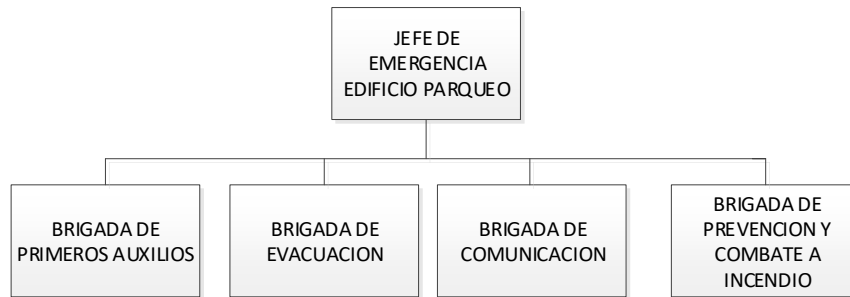 JEFE DE
EMERGENCIA
EDIFICIO PARQUEO
BRIGADA DE
PRIMEROS AUXILIOS
BRIGADA DE
EVACUACION
BRIGADA DE
COMUNICACION
BRIGADA DE
PREVENCION Y
COMBATE A
INCENDIO